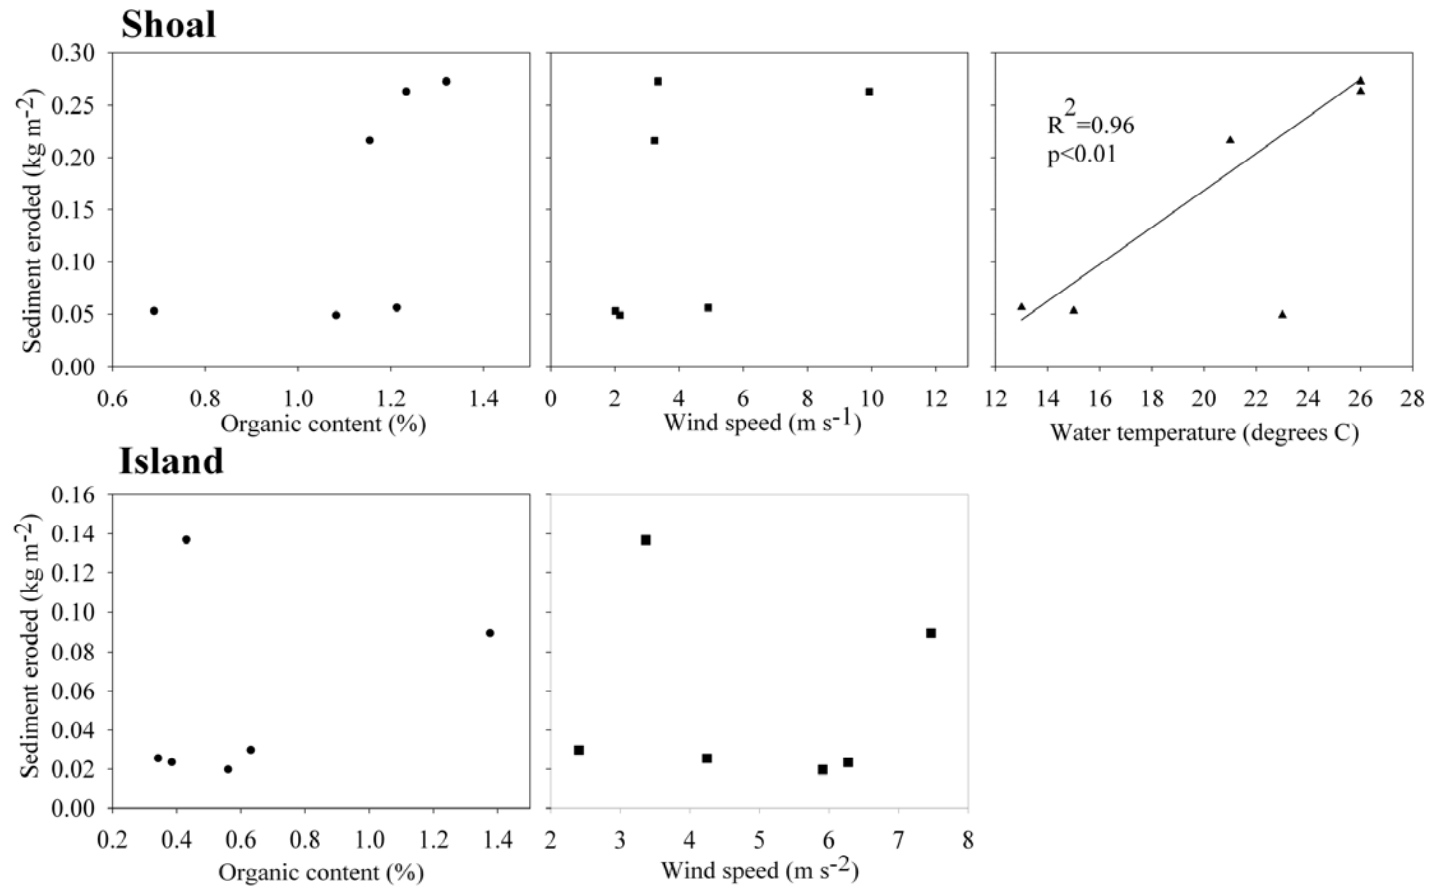 Shoal
Sediment eroded (kg m-2)
0.30
0.25
0.20
0.15
0.10
0.05
0.00
0.6 0.8 1.0 1.2 1.4
Organic content (%)
0 2 4 6 8 10 12
Wind speed (m s-1)
R2=0.96
p<0.01
12 14 16 18 20 22 24 26 28
Water temperature (degrees C)
Island
Sediment eroded (kg m-2)
0.16
0.14
0.12
0.10
0.08
0.06
0.04
0.02
0.00
0.2 0.4 0.6 0.8 1.0 1.2 1.4
Organic content (%)
2 3 4 5 6 7 8
Wind speed (m s-2)